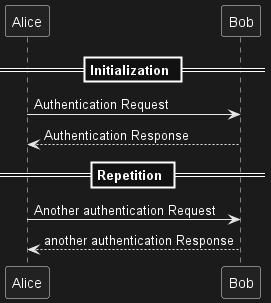 Alice Bob
Initialization
Authentication Request
Authentication Response
Repetition
Another authentication Request
another authentication Response
Alice Bob